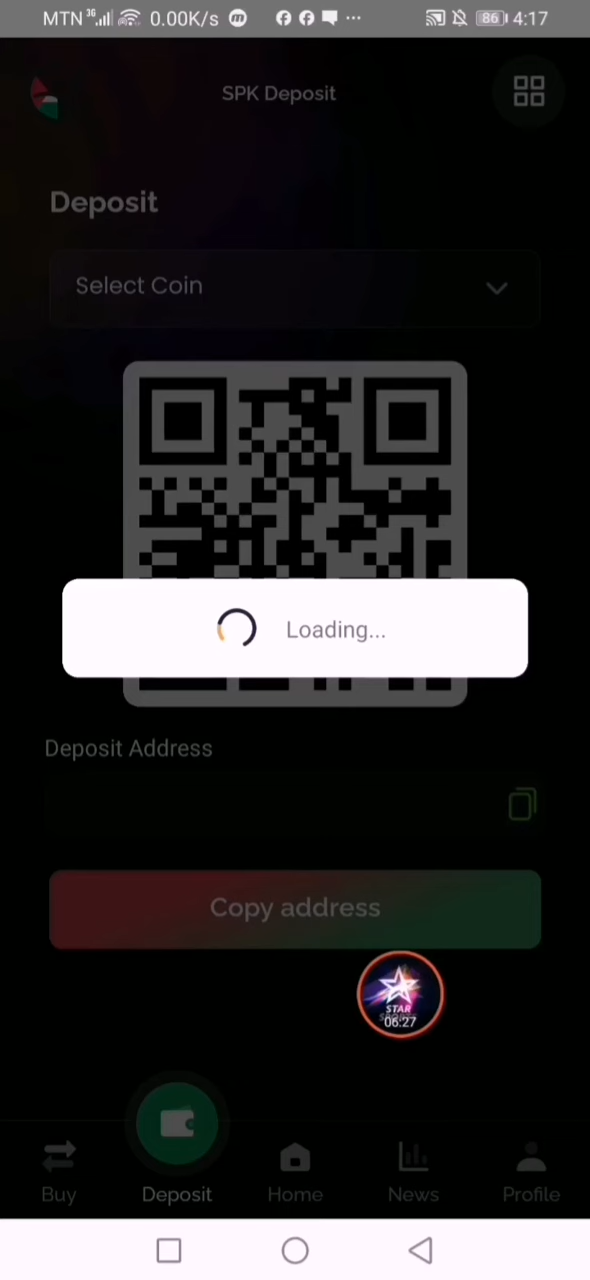 MTN 3G 0.00K/s 86 4:17
SPK Deposit
Deposit
Select Coin
Loading...
Deposit Address
Copy address
STAR
06:27
Buy Deposit Home News Profile